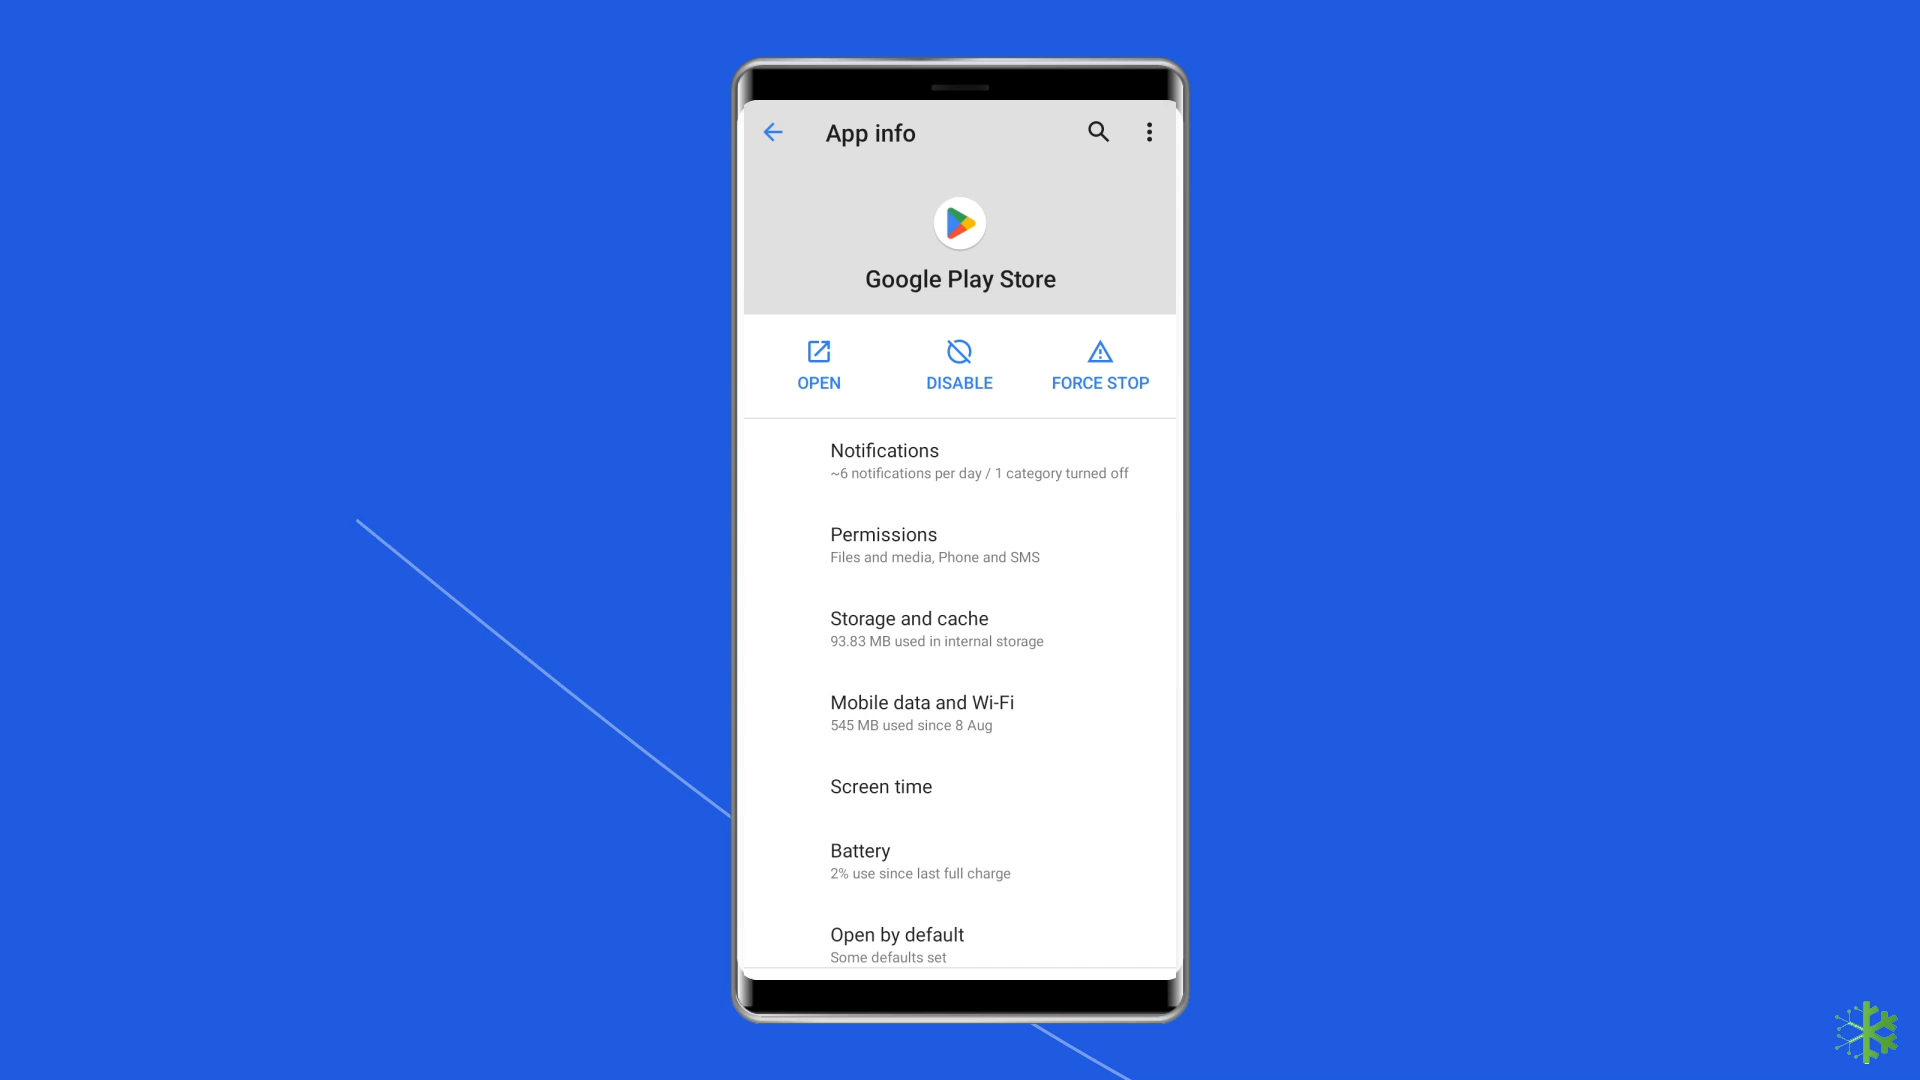 App info
Google Play Store
OPEN
DISABLE
FORCE STOP
Notifications
~6 notifications per day / 1 category turned off
Permissions
Files and media, Phone and SMS
Storage and cache
93.83 MB used in internal storage
Mobile data and Wi-Fi
545 MB used since 8 Aug
Screen time
Battery
2% use since last full charge
Open by default
Some defaults set